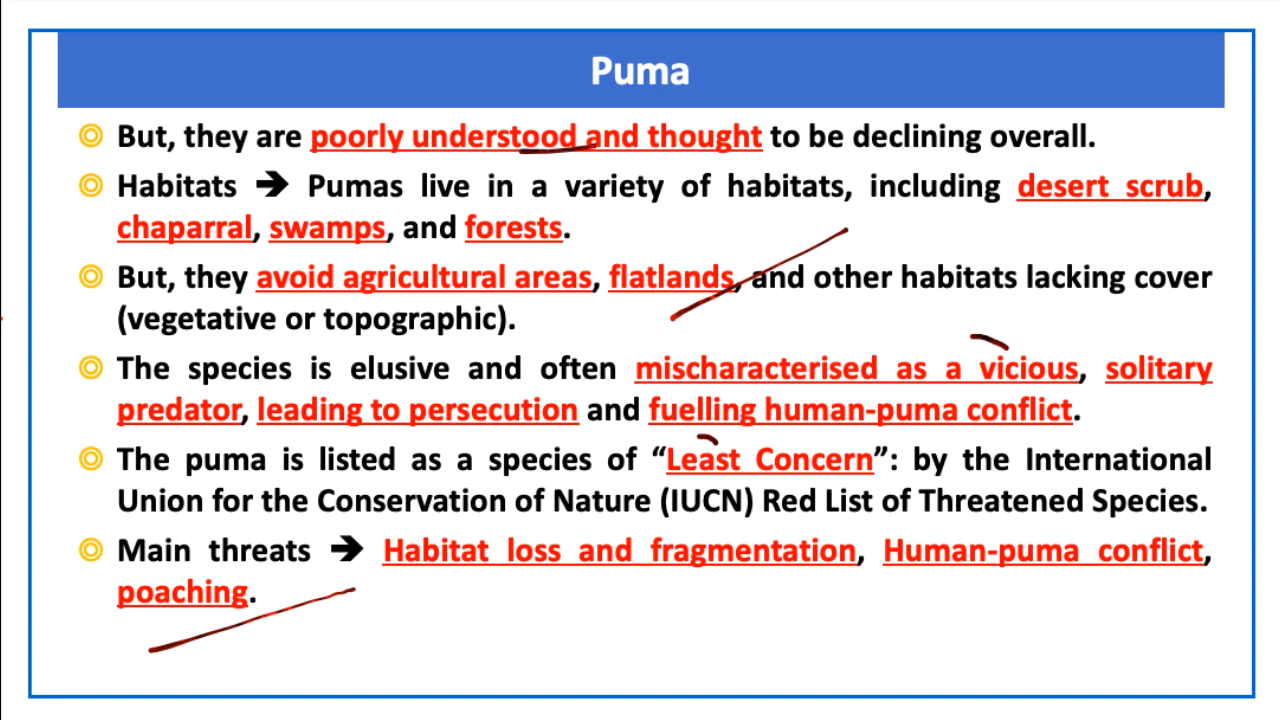 Puma
But, they are poorly understood and thought to be declining overall.
Habitats ➔ Pumas live in a variety of habitats, including desert scrub,
chaparral, swamps, and forests.
But, they avoid agricultural areas, flatlands, and other habitats lacking cover
(vegetative or topographic).
The species is elusive and often mischaracterised as a vicious, solitary
predator, leading to persecution and fuelling human-puma conflict.
The puma is listed as a species of “Least Concern”: by the International
Union for the Conservation of Nature (IUCN) Red List of Threatened Species.
Main threats ➔ Habitat loss and fragmentation, Human-puma conflict,
poaching.